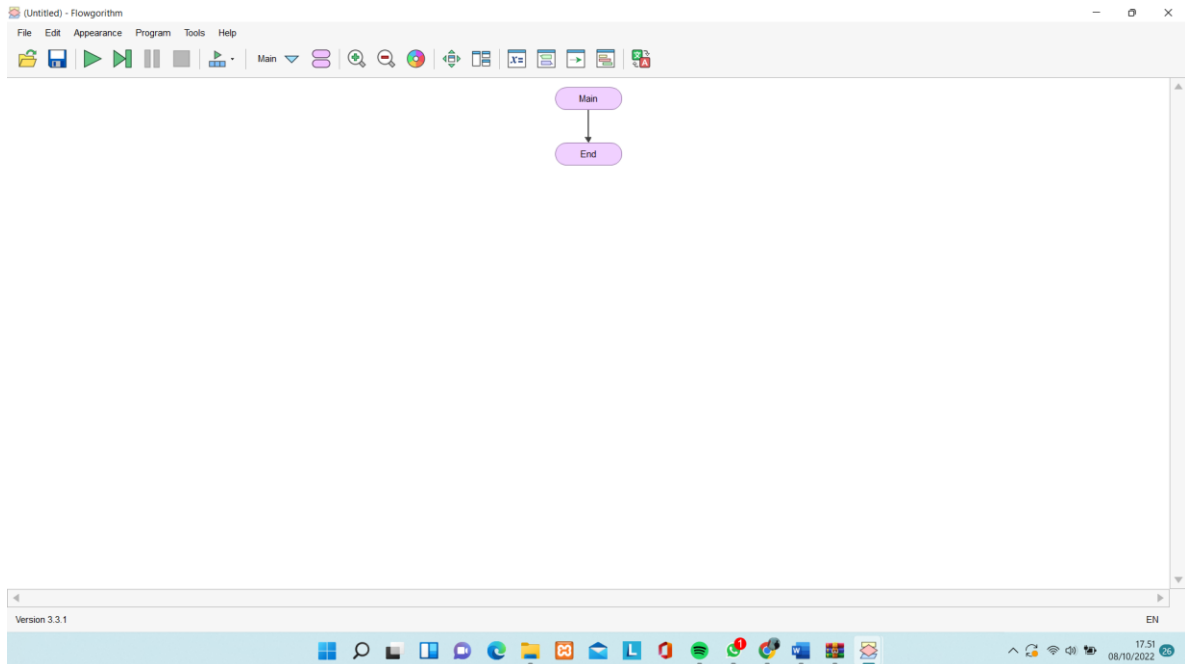 (Untitled) - Flowgorithm
File Edit Appearance Program Tools Help
Main
x=
Main
End
Version 3.3.1
EN
1
L
W
17.51
08/10/2022
26